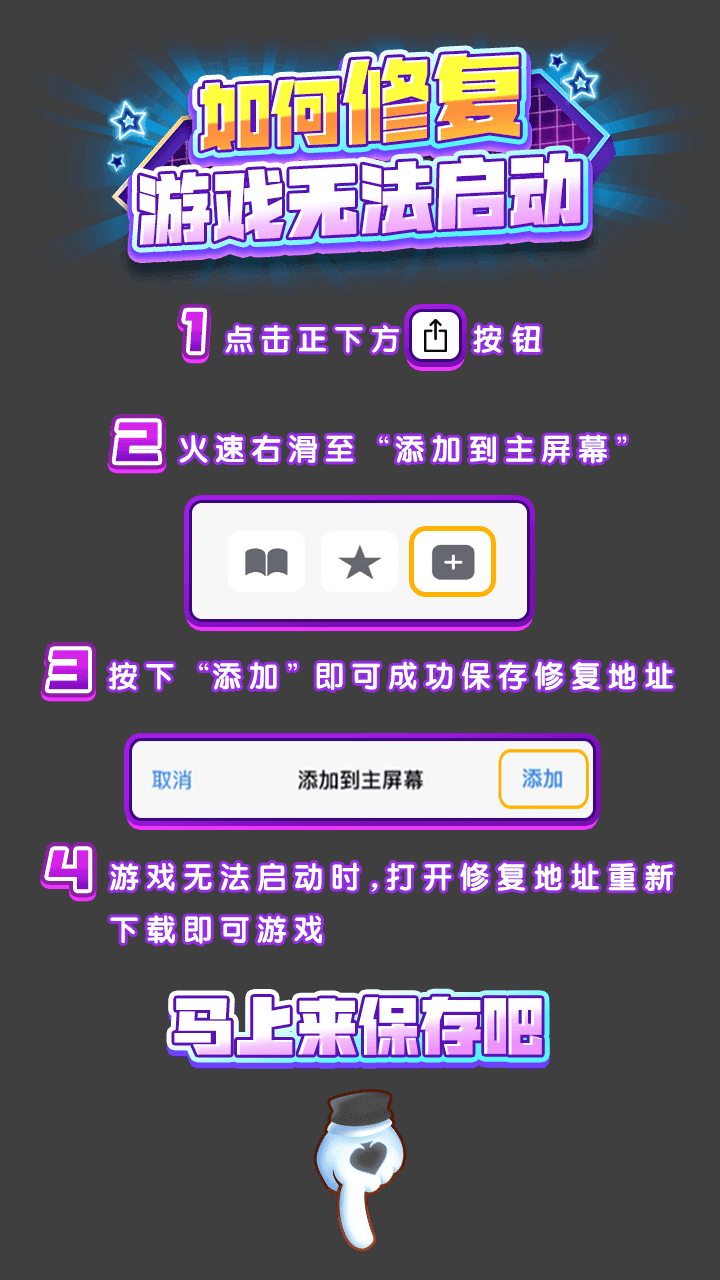 如何修复
游戏无法启动
1 点击正下方 按钮
2 火速右滑至“添加到主屏幕”
3 按下“添加”即可成功保存修复地址
取消 添加到主屏幕 添加
4 游戏无法启动时,打开修复地址重新
下载即可游戏
马上来保存吧